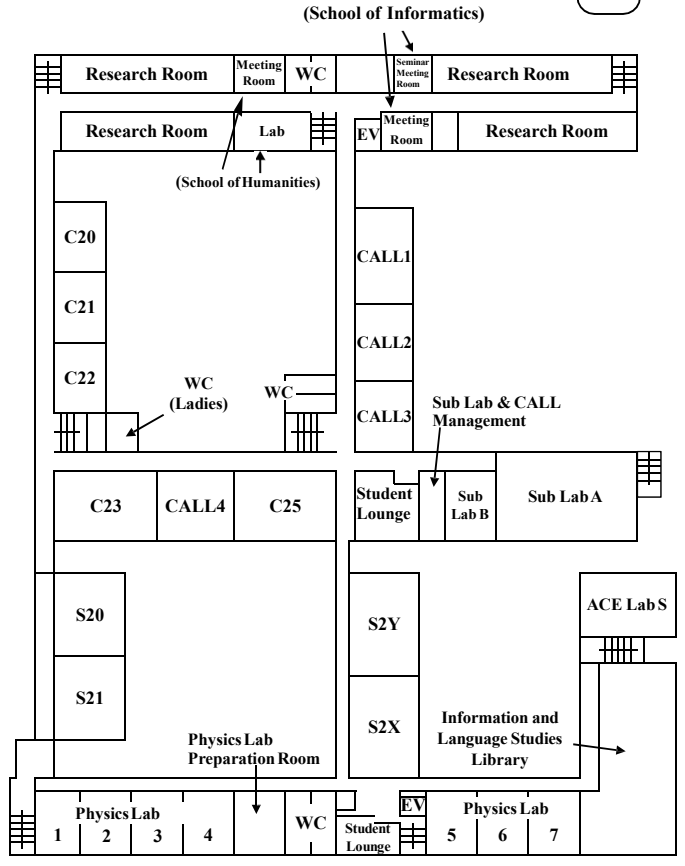 (School of Informatics)
Research Room
Meeting
Room
WC
Seminar
Meeting
Room
Research Room
Research Room
Lab
EV
Meeting
Room
Research Room
(School of Humanities)
C20
CALL1
C21
CALL2
C22
WC
(Ladies)
WC
CALL3
Sub Lab & CALL
Management
C23
CALL4
C25
Student
Lounge
Sub
Lab B
Sub Lab A
S20
S2Y
ACE Lab S
S21
S2X
Information and
Language Studies
Library
Physics Lab
Preparation Room
Physics Lab
1 2 3 4
WC
Student
Lounge
EV
Physics Lab
5 6 7